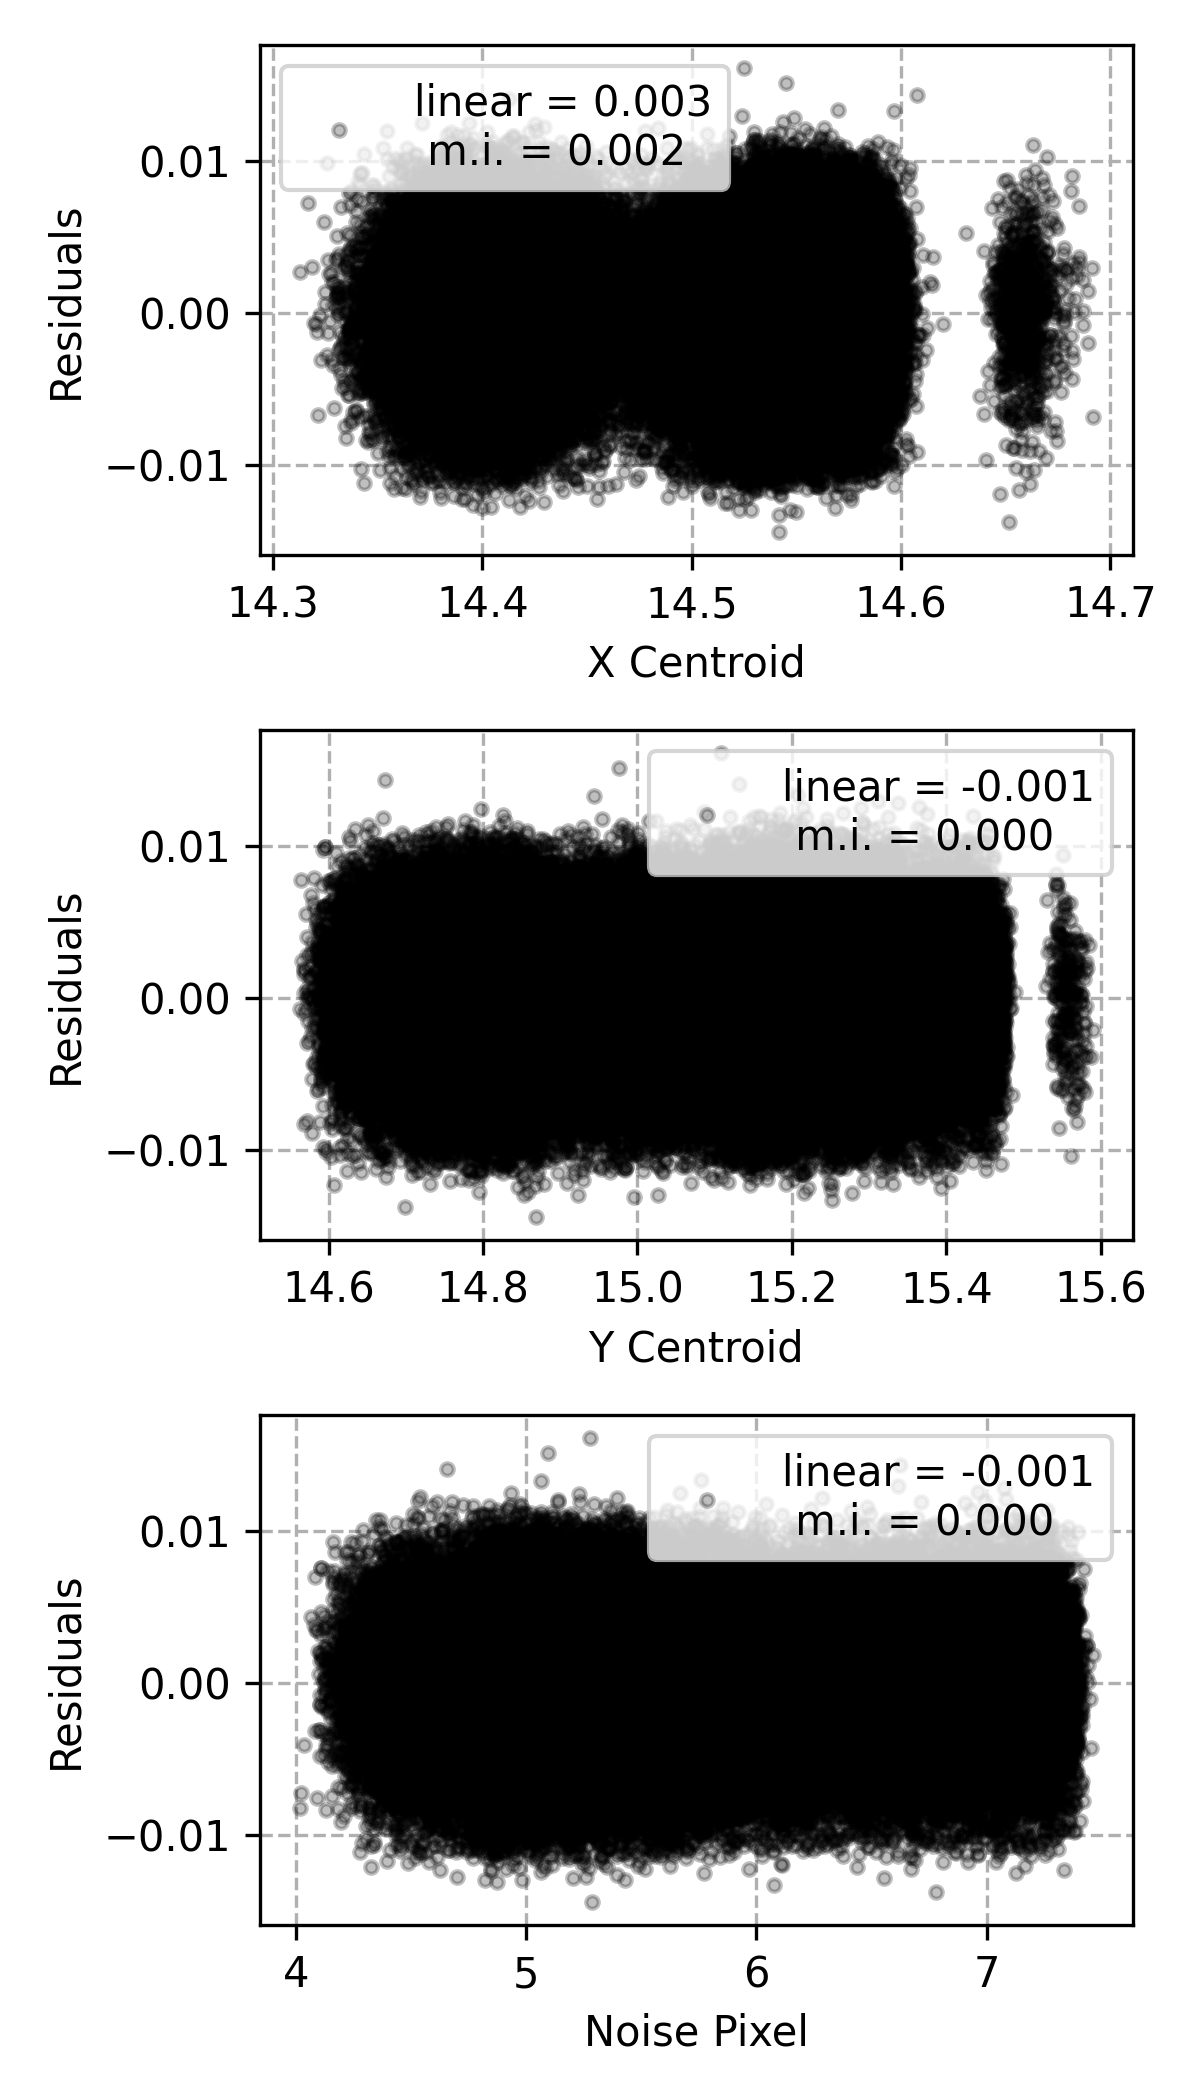 linear = 0.003
m.i. = 0.002
0.01
0.00
−0.01
Residuals
14.3 14.4 14.5 14.6 14.7
X Centroid
linear = -0.001
m.i. = 0.000
0.01
0.00
−0.01
Residuals
14.6 14.8 15.0 15.2 15.4 15.6
Y Centroid
linear = -0.001
m.i. = 0.000
0.01
0.00
−0.01
Residuals
4 5 6 7
Noise Pixel